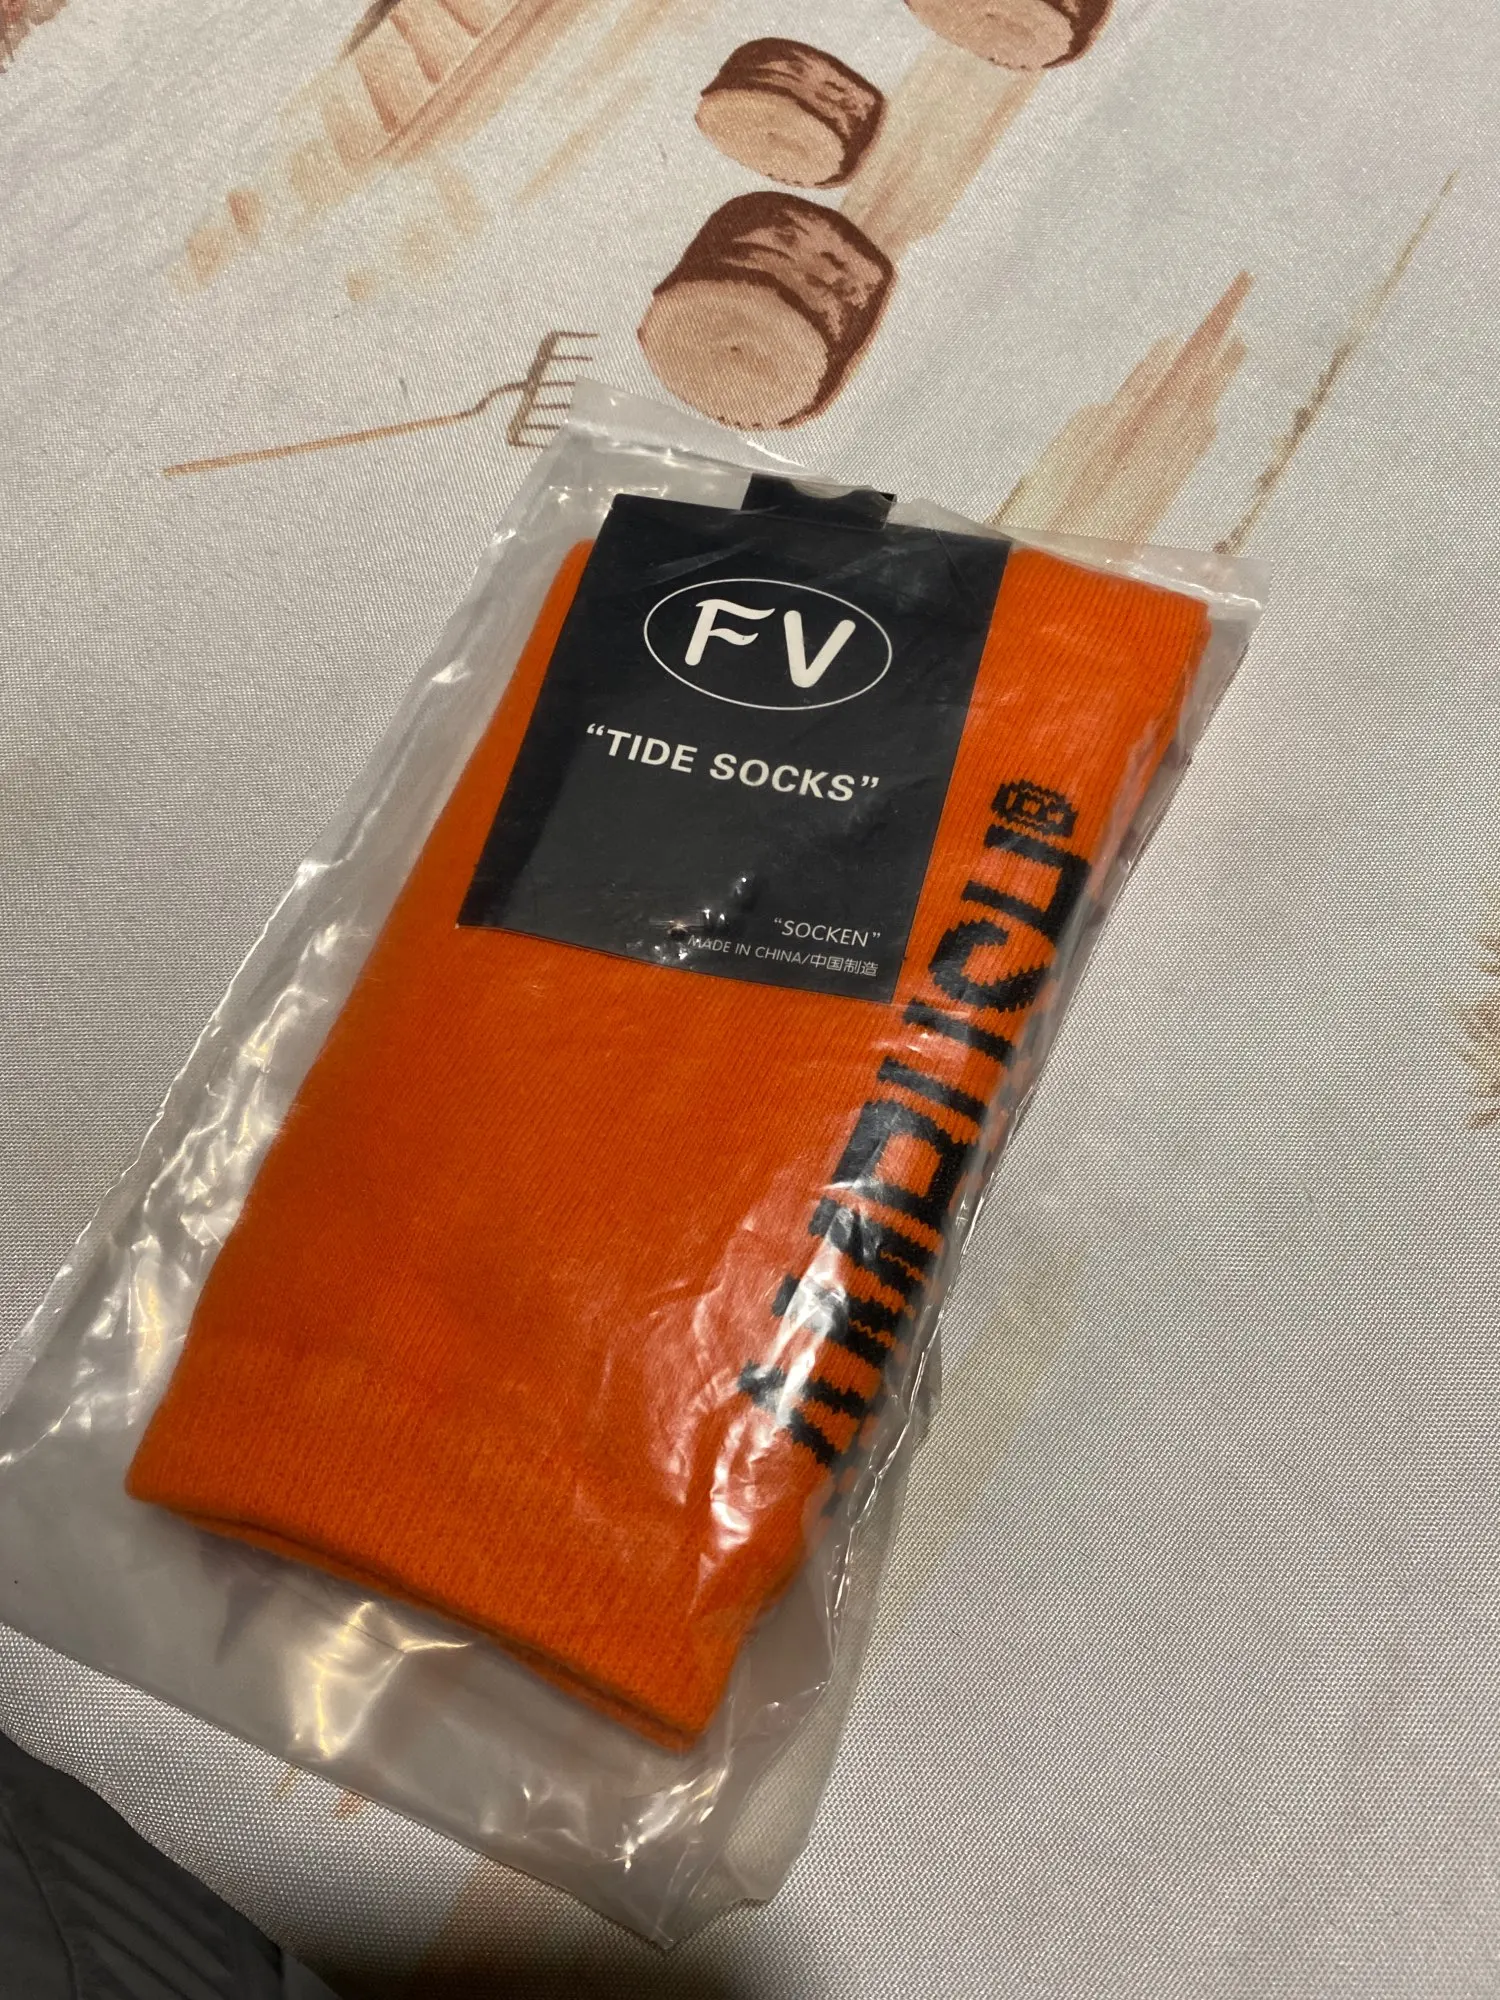 FV
“TIDE SOCKS”
“SOCKEN”
MADE IN CHINA/中国制造